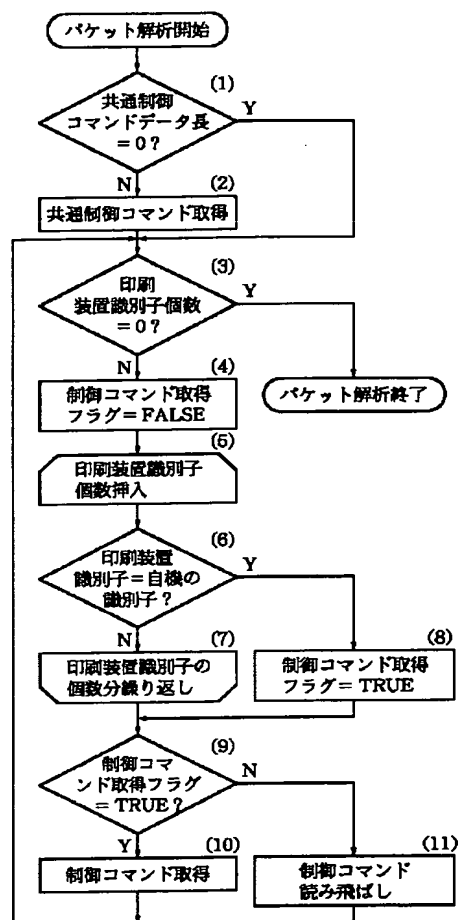 パケット解析開始
(1)
共通制御
コマンドデータ長
=0?
Y
N
(2)
共通制御コマンド取得
(3)
印刷
装置識別子個数
=0?
Y
N
(4)
制御コマンド取得
フラグ=FALSE
パケット解析終了
(5)
印刷装置識別子
個数挿入
(6)
印刷装置
識別子=自機の
識別子?
Y
N
(7)
印刷装置識別子の
個数分繰り返し
(8)
制御コマンド取得
フラグ=TRUE
(9)
制御コマ
ンド取得フラグ
=TRUE?
N
Y
(10)
制御コマンド取得
(11)
制御コマンド
読み飛ばし